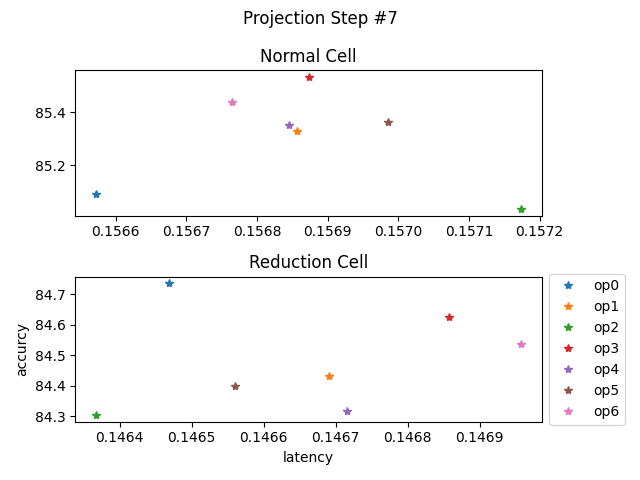 Projection Step #7
Normal Cell
85.4
85.2
0.1566 0.1567 0.1568 0.1569 0.1570 0.1571 0.1572
Reduction Cell
84.7
84.6
84.5
84.4
84.3
accurcy
0.1464 0.1465 0.1466 0.1467 0.1468 0.1469
latency
op0
op1
op2
op3
op4
op5
op6